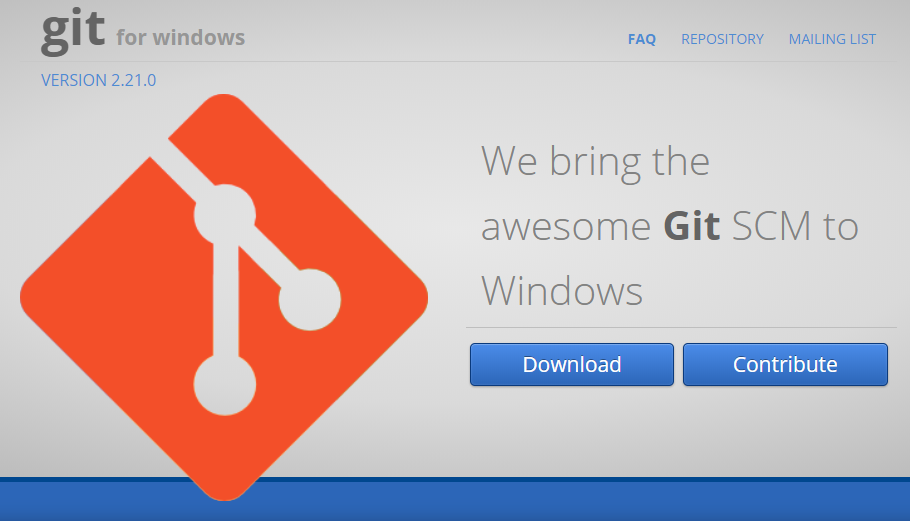 git for windows
FAQ REPOSITORY MAILING LIST
VERSION 2.21.0
We bring the
awesome Git SCM to
Windows
Download Contribute